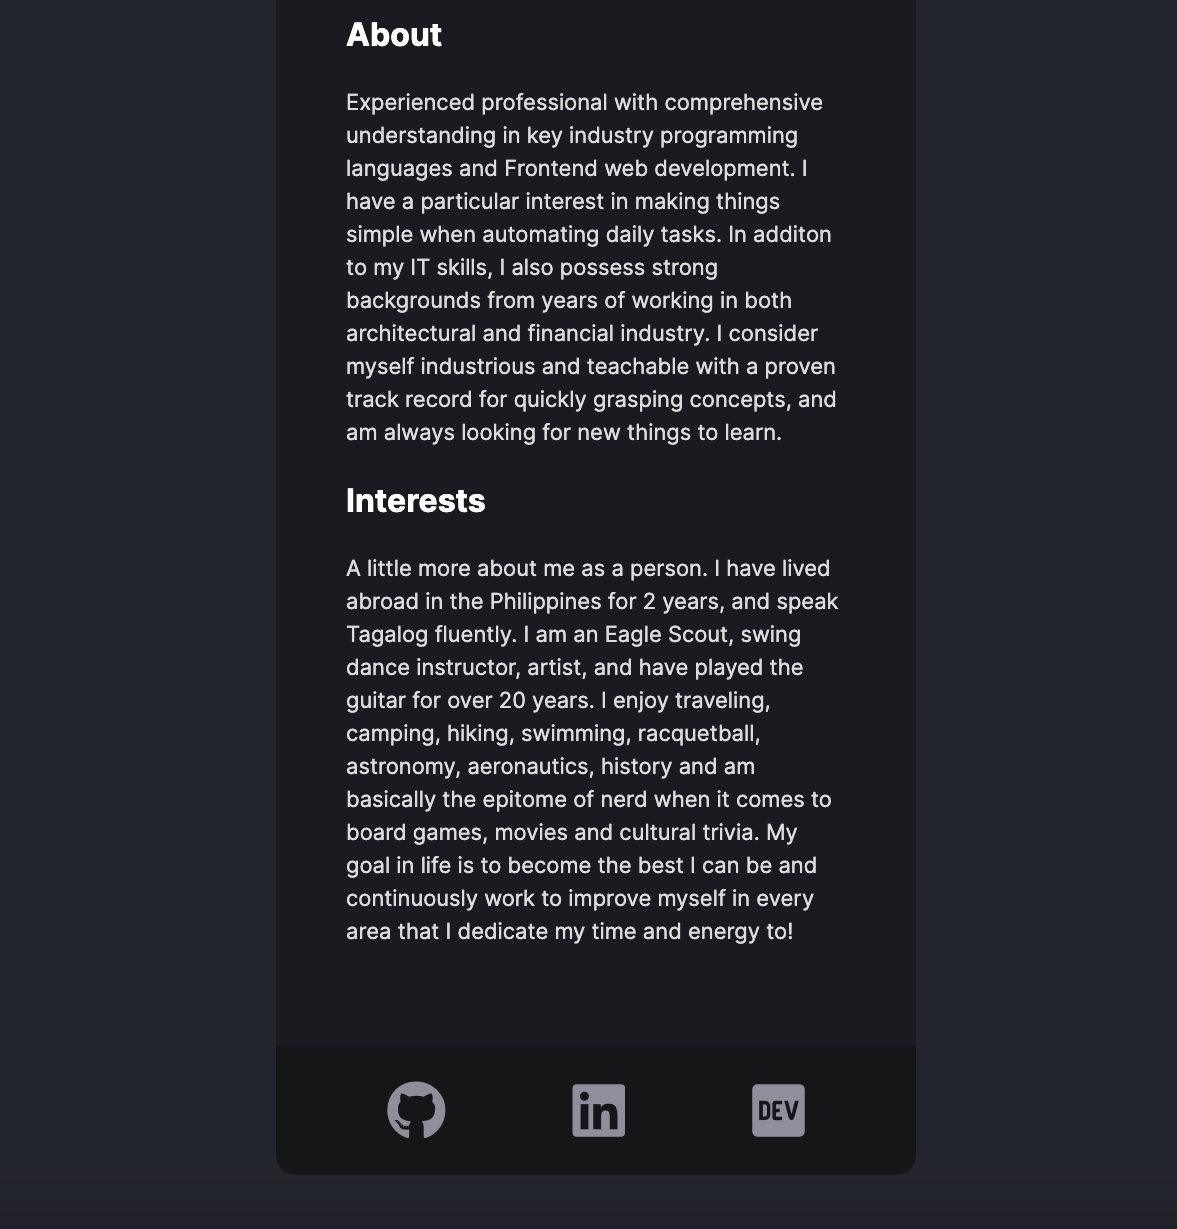 About
Experienced professional with comprehensive
understanding in key industry programming
languages and Frontend web development. I
have a particular interest in making things
simple when automating daily tasks. In additon
to my IT skills, I also possess strong
backgrounds from years of working in both
architectural and financial industry. I consider
myself industrious and teachable with a proven
track record for quickly grasping concepts, and
am always looking for new things to learn.
Interests
A little more about me as a person. I have lived
abroad in the Philippines for 2 years, and speak
Tagalog fluently. I am an Eagle Scout, swing
dance instructor, artist, and have played the
guitar for over 20 years. I enjoy traveling,
camping, hiking, swimming, racquetball,
astronomy, aeronautics, history and am
basically the epitome of nerd when it comes to
board games, movies and cultural trivia. My
goal in life is to become the best I can be and
continuously work to improve myself in every
area that I dedicate my time and energy to!
in DEV